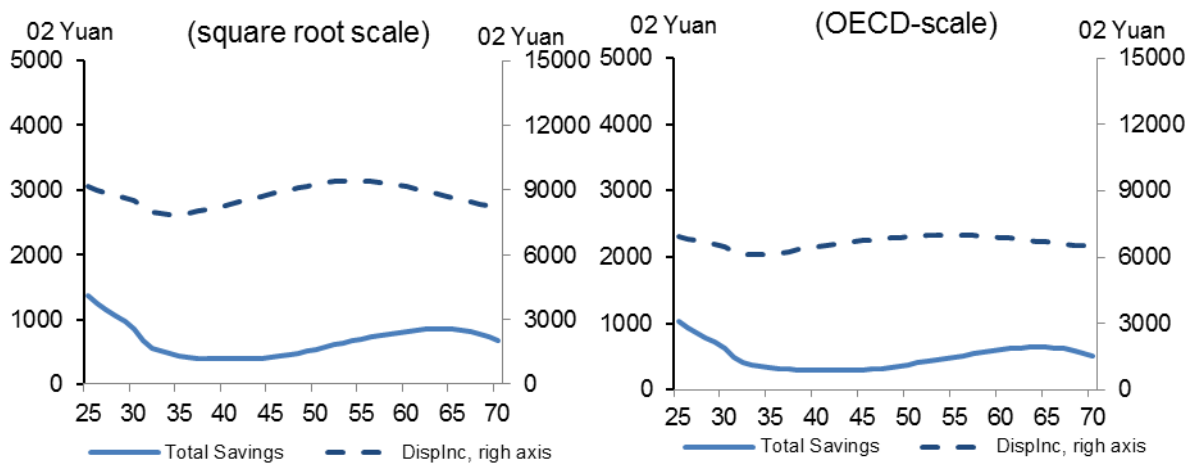 02 Yuan (square root scale) 02 Yuan
5000 15000
4000 12000
3000 9000
2000 6000
1000 3000
0 0
25 30 35 40 45 50 55 60 65 70
Total Savings DispInc, righ axis
02 Yuan (OECD-scale) 02 Yuan
5000 15000
4000 12000
3000 9000
2000 6000
1000 3000
0 0
25 30 35 40 45 50 55 60 65 70
Total Savings DispInc, righ axis